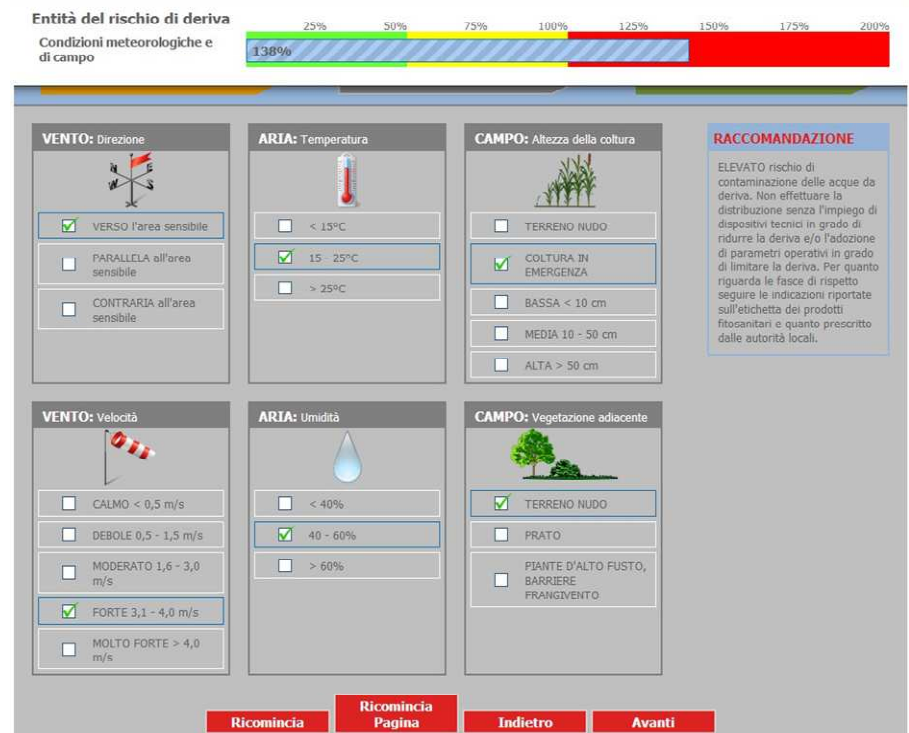 Entità del rischio di deriva
25% 50% 75% 100% 125% 150% 175% 200%
Condizioni meteorologiche e
di campo
138%
VENTO: Direzione
N E
W S
VERSO l'area sensibile
PARALLELA all'area
sensibile
CONTRARIA all'area
sensibile
ARIA: Temperatura
< 15°C
15 - 25°C
> 25°C
CAMPO: Altezza della coltura
TERRENO NUDO
COLTURA IN
EMERGENZA
BASSA < 10 cm
MEDIA 10 - 50 cm
ALTA > 50 cm
RACCOMANDAZIONE
ELEVATO rischio di
contaminazione delle acque da
deriva. Non effettuare la
distribuzione senza l'impiego di
dispositivi tecnici in grado di
ridurre la deriva e/o l'adozione
di parametri operativi in grado
di limitare la deriva. Per quanto
riguarda le fasce di rispetto
seguire le indicazioni riportate
sull'etichetta dei prodotti
fitosanitari e quanto prescritto
dalle autorità locali.
VENTO: Velocità
CALMO < 0,5 m/s
DEBOLE 0,5 - 1,5 m/s
MODERATO 1,6 - 3,0
m/s
FORTE 3,1 - 4,0 m/s
MOLTO FORTE > 4,0
m/s
ARIA: Umidità
< 40%
40 - 60%
> 60%
CAMPO: Vegetazione adiacente
TERRENO NUDO
PRATO
PIANTE D'ALTO FUSTO,
BARRIERE
FRANGIVENTO
Ricomincia
Ricomincia
Pagina
Indietro
Avanti